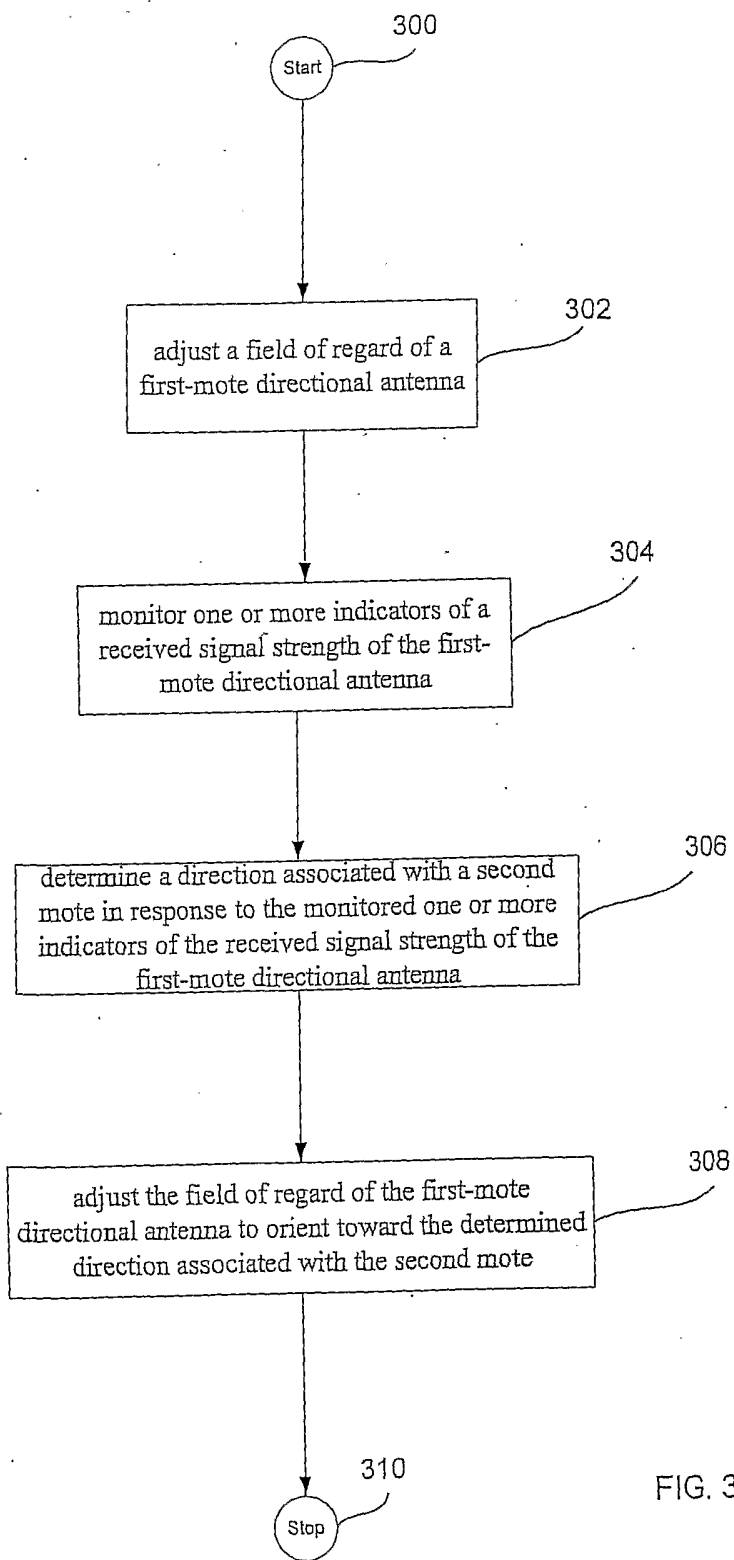 300
Start
302
adjust a field of regard of a
first-mote directional antenna
304
monitor one or more indicators of a
received signal strength of the first-
mote directional antenna
306
determine a direction associated with a second
mote in response to the monitored one or more
indicators of the received signal strength of the
first-mote directional antenna
308
adjust the field of regard of the first-mote
directional antenna to orient toward the determined
direction associated with the second mote
310
Stop
FIG. 3